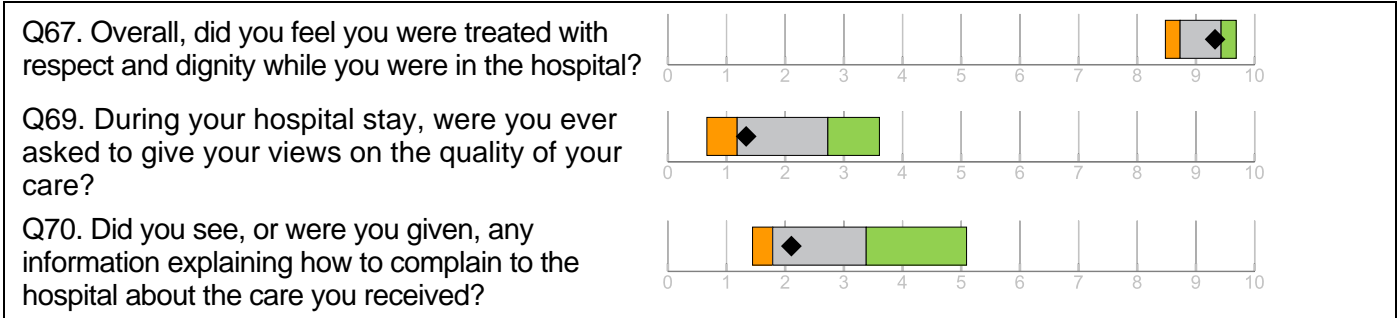 Q67. Overall, did you feel you were treated with
respect and dignity while you were in the hospital?
0 1 2 3 4 5 6 7 8 9 10
Q69. During your hospital stay, were you ever
asked to give your views on the quality of your
care?
0 1 2 3 4 5 6 7 8 9 10
Q70. Did you see, or were you given, any
information explaining how to complain to the
hospital about the care you received?
0 1 2 3 4 5 6 7 8 9 10